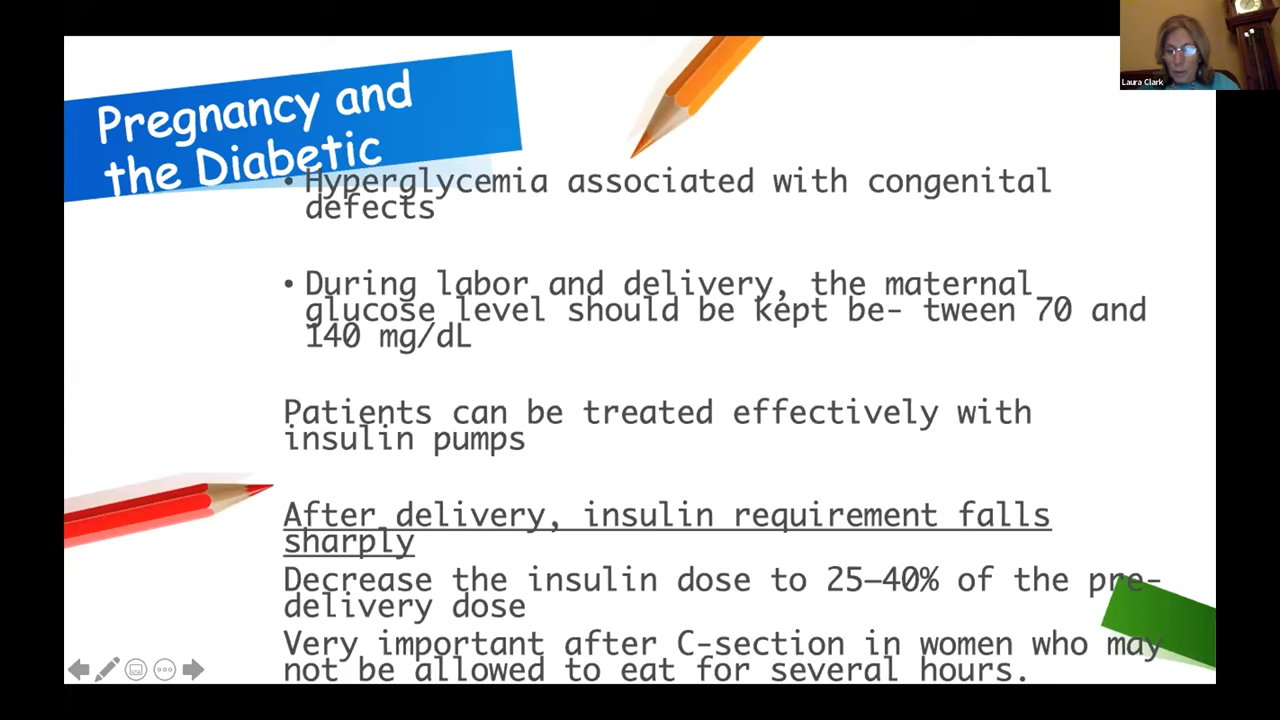 Laura Clark
Pregnancy and
the Diabetic
• Hyperglycemia associated with congenital
defects
• During labor and delivery, the maternal
glucose level should be kept be- tween 70 and
140 mg/dL
Patients can be treated effectively with
insulin pumps
After delivery, insulin requirement falls
sharply
Decrease the insulin dose to 25–40% of the pre-
delivery dose
Very important after C-section in women who may
not be allowed to eat for several hours.